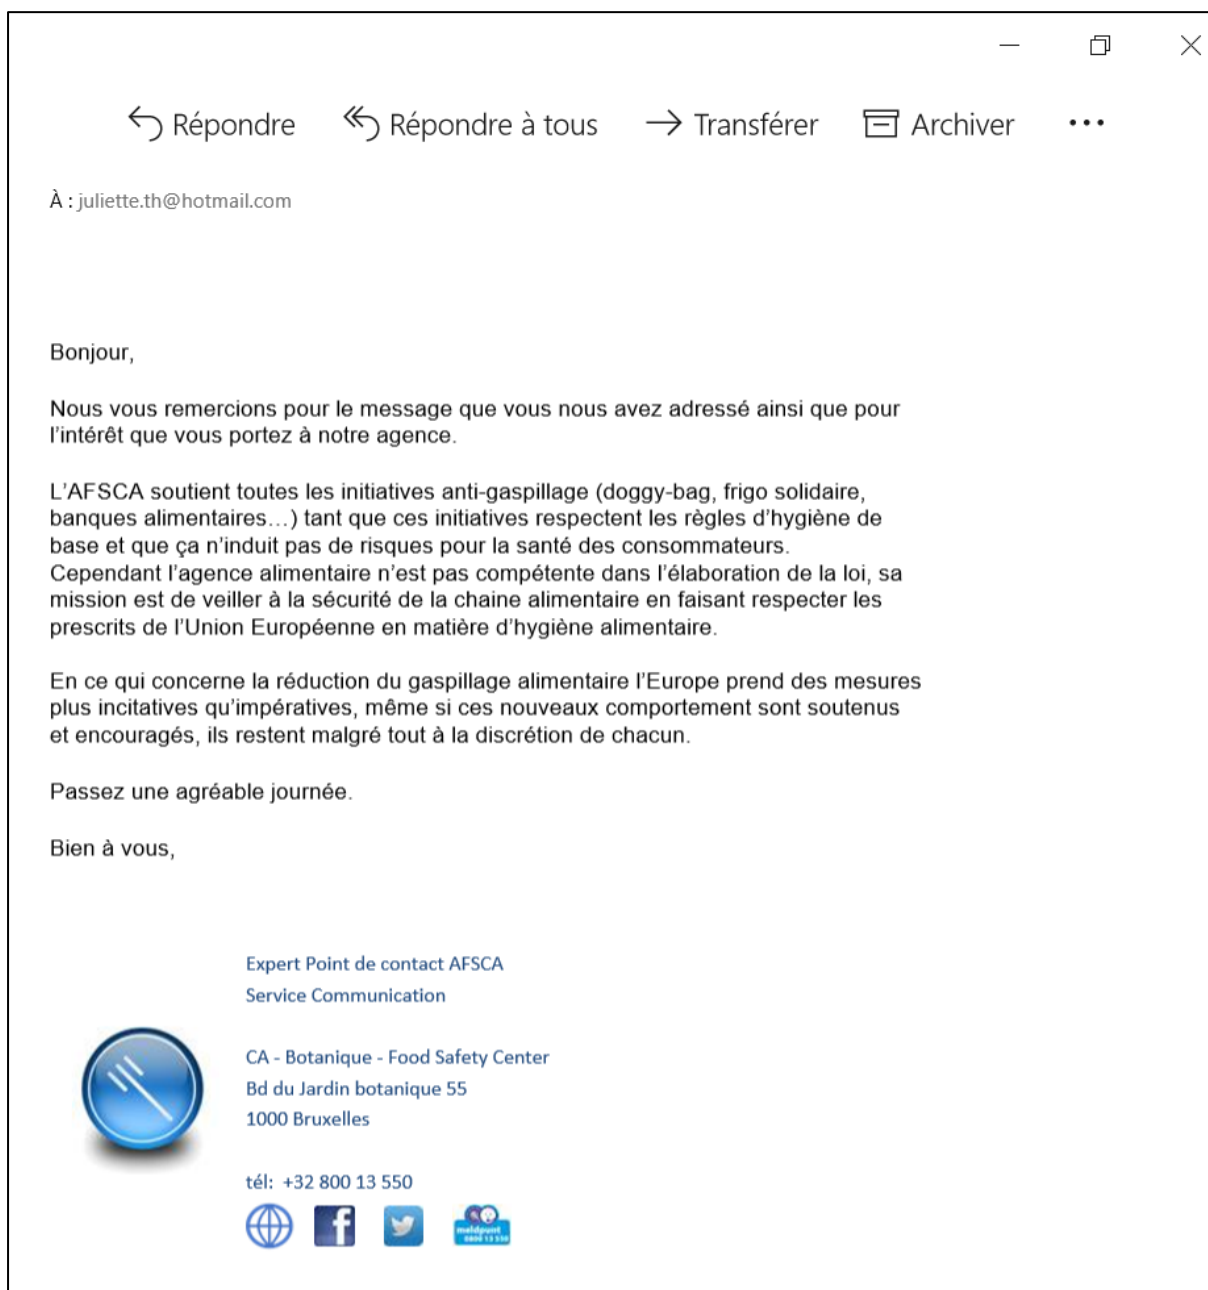 Répondre Répondre à tous Transférer Archiver
À : juliette.th@hotmail.com
Bonjour,
Nous vous remercions pour le message que vous nous avez adressé ainsi que pour
l'intérêt que vous portez à notre agence.
L'AFSCA soutient toutes les initiatives anti-gaspillage (doggy-bag, frigo solidaire,
banques alimentaires…) tant que ces initiatives respectent les règles d'hygiène de
base et que ça n'induit pas de risques pour la santé des consommateurs.
Cependant l'agence alimentaire n'est pas compétente dans l'élaboration de la loi, sa
mission est de veiller à la sécurité de la chaine alimentaire en faisant respecter les
prescrits de l'Union Européenne en matière d'hygiène alimentaire.
En ce qui concerne la réduction du gaspillage alimentaire l'Europe prend des mesures
plus incitatives qu'impératives, même si ces nouveaux comportement sont soutenus
et encouragés, ils restent malgré tout à la discrétion de chacun.
Passez une agréable journée.
Bien à vous,
Expert Point de contact AFSCA
Service Communication
CA - Botanique - Food Safety Center
Bd du Jardin botanique 55
1000 Bruxelles
tél: +32 800 13 550
meldpunt
0800 13 550